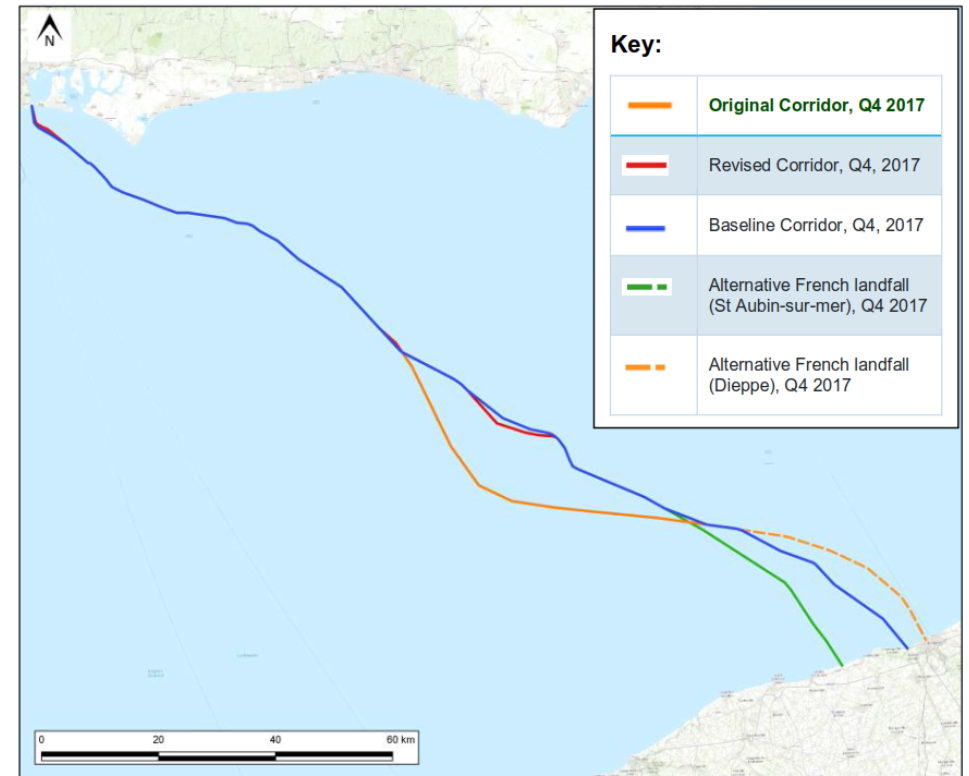 N
Key:
Original Corridor, Q4 2017
Revised Corridor, Q4, 2017
Baseline Corridor, Q4, 2017
Alternative French landfall
(St Aubin-sur-mer), Q4 2017
Alternative French landfall
(Dieppe), Q4 2017
0 20 40 60 km